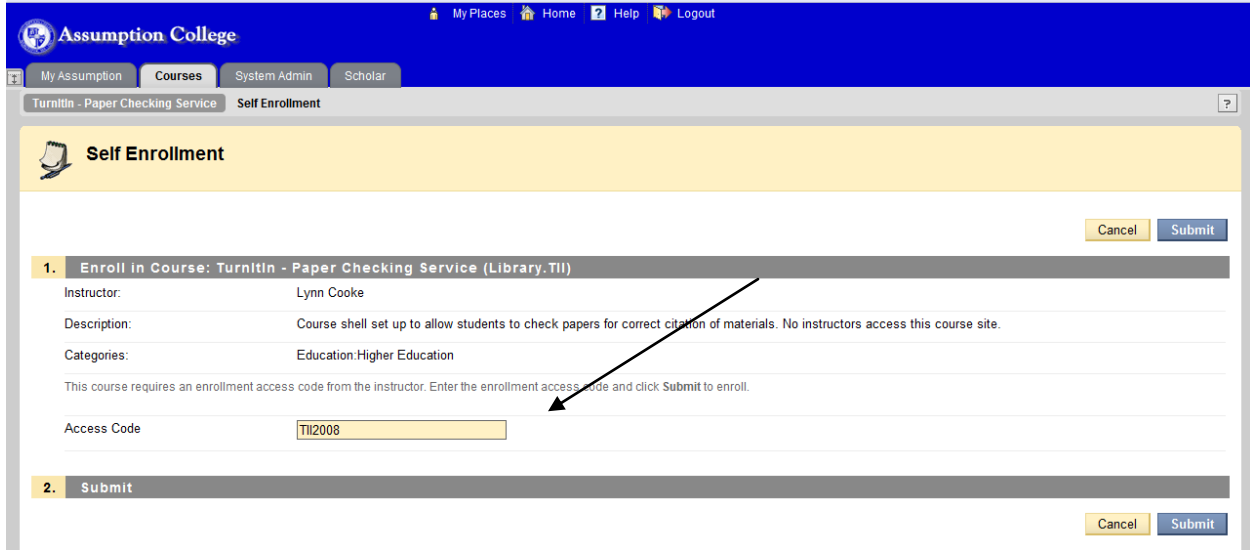 My Places Home ? Help Logout
Assumption College
My Assumption Courses System Admin Scholar
TurnItIn - Paper Checking Service Self Enrollment ?
Self Enrollment
Cancel Submit
1. Enroll in Course: TurnItIn - Paper Checking Service (Library.TII)
Instructor: Lynn Cooke
Description: Course shell set up to allow students to check papers for correct citation of materials. No instructors access this course site.
Categories: Education:Higher Education
This course requires an enrollment access code from the instructor. Enter the enrollment access code and click Submit to enroll.
Access Code TII2008
2. Submit
Cancel Submit